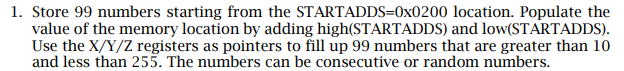 1. Store 99 numbers starting from the STARTADDS=0x0200 location. Populate the
value of the memory location by adding high(STARTADDS) and low(STARTADDS).
Use the X/Y/Z registers as pointers to fill up 99 numbers that are greater than 10
and less than 255. The numbers can be consecutive or random numbers.